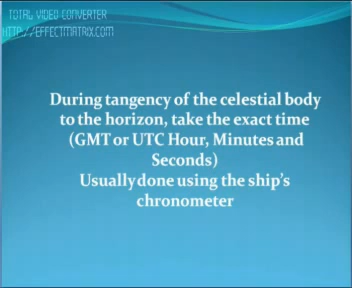 TOTAL VIDEO CONVERTER
HTTP://EFFECTMATRIX.COM
During tangency of the celestial body
to the horizon, take the exact time
(GMT or UTC Hour, Minutes and
Seconds)
Usually done using the ship's
chronometer